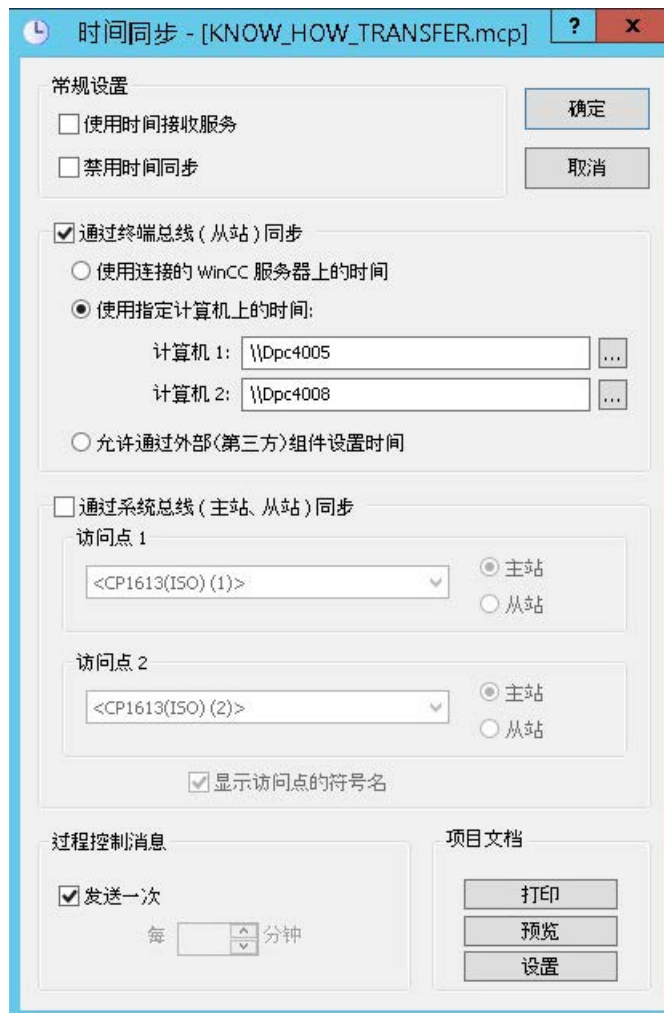 时间同步 - [KNOW_HOW_TRANSFER.mcp]
? x
常规设置
使用时间接收服务
禁用时间同步
确定
取消
通过终端总线(从站)同步
使用连接的 WinCC 服务器上的时间
使用指定计算机上的时间:
计算机 1: \\Dpc4005 ...
计算机 2: \\Dpc4008 ...
允许通过外部(第三方)组件设置时间
通过系统总线(主站、从站)同步
访问点 1
<CP1613(ISO) (1)>
主站
从站
访问点 2
<CP1613(ISO) (2)>
主站
从站
显示访问点的符号名
过程控制消息
发送一次
每 分钟
项目文档
打印
预览
设置